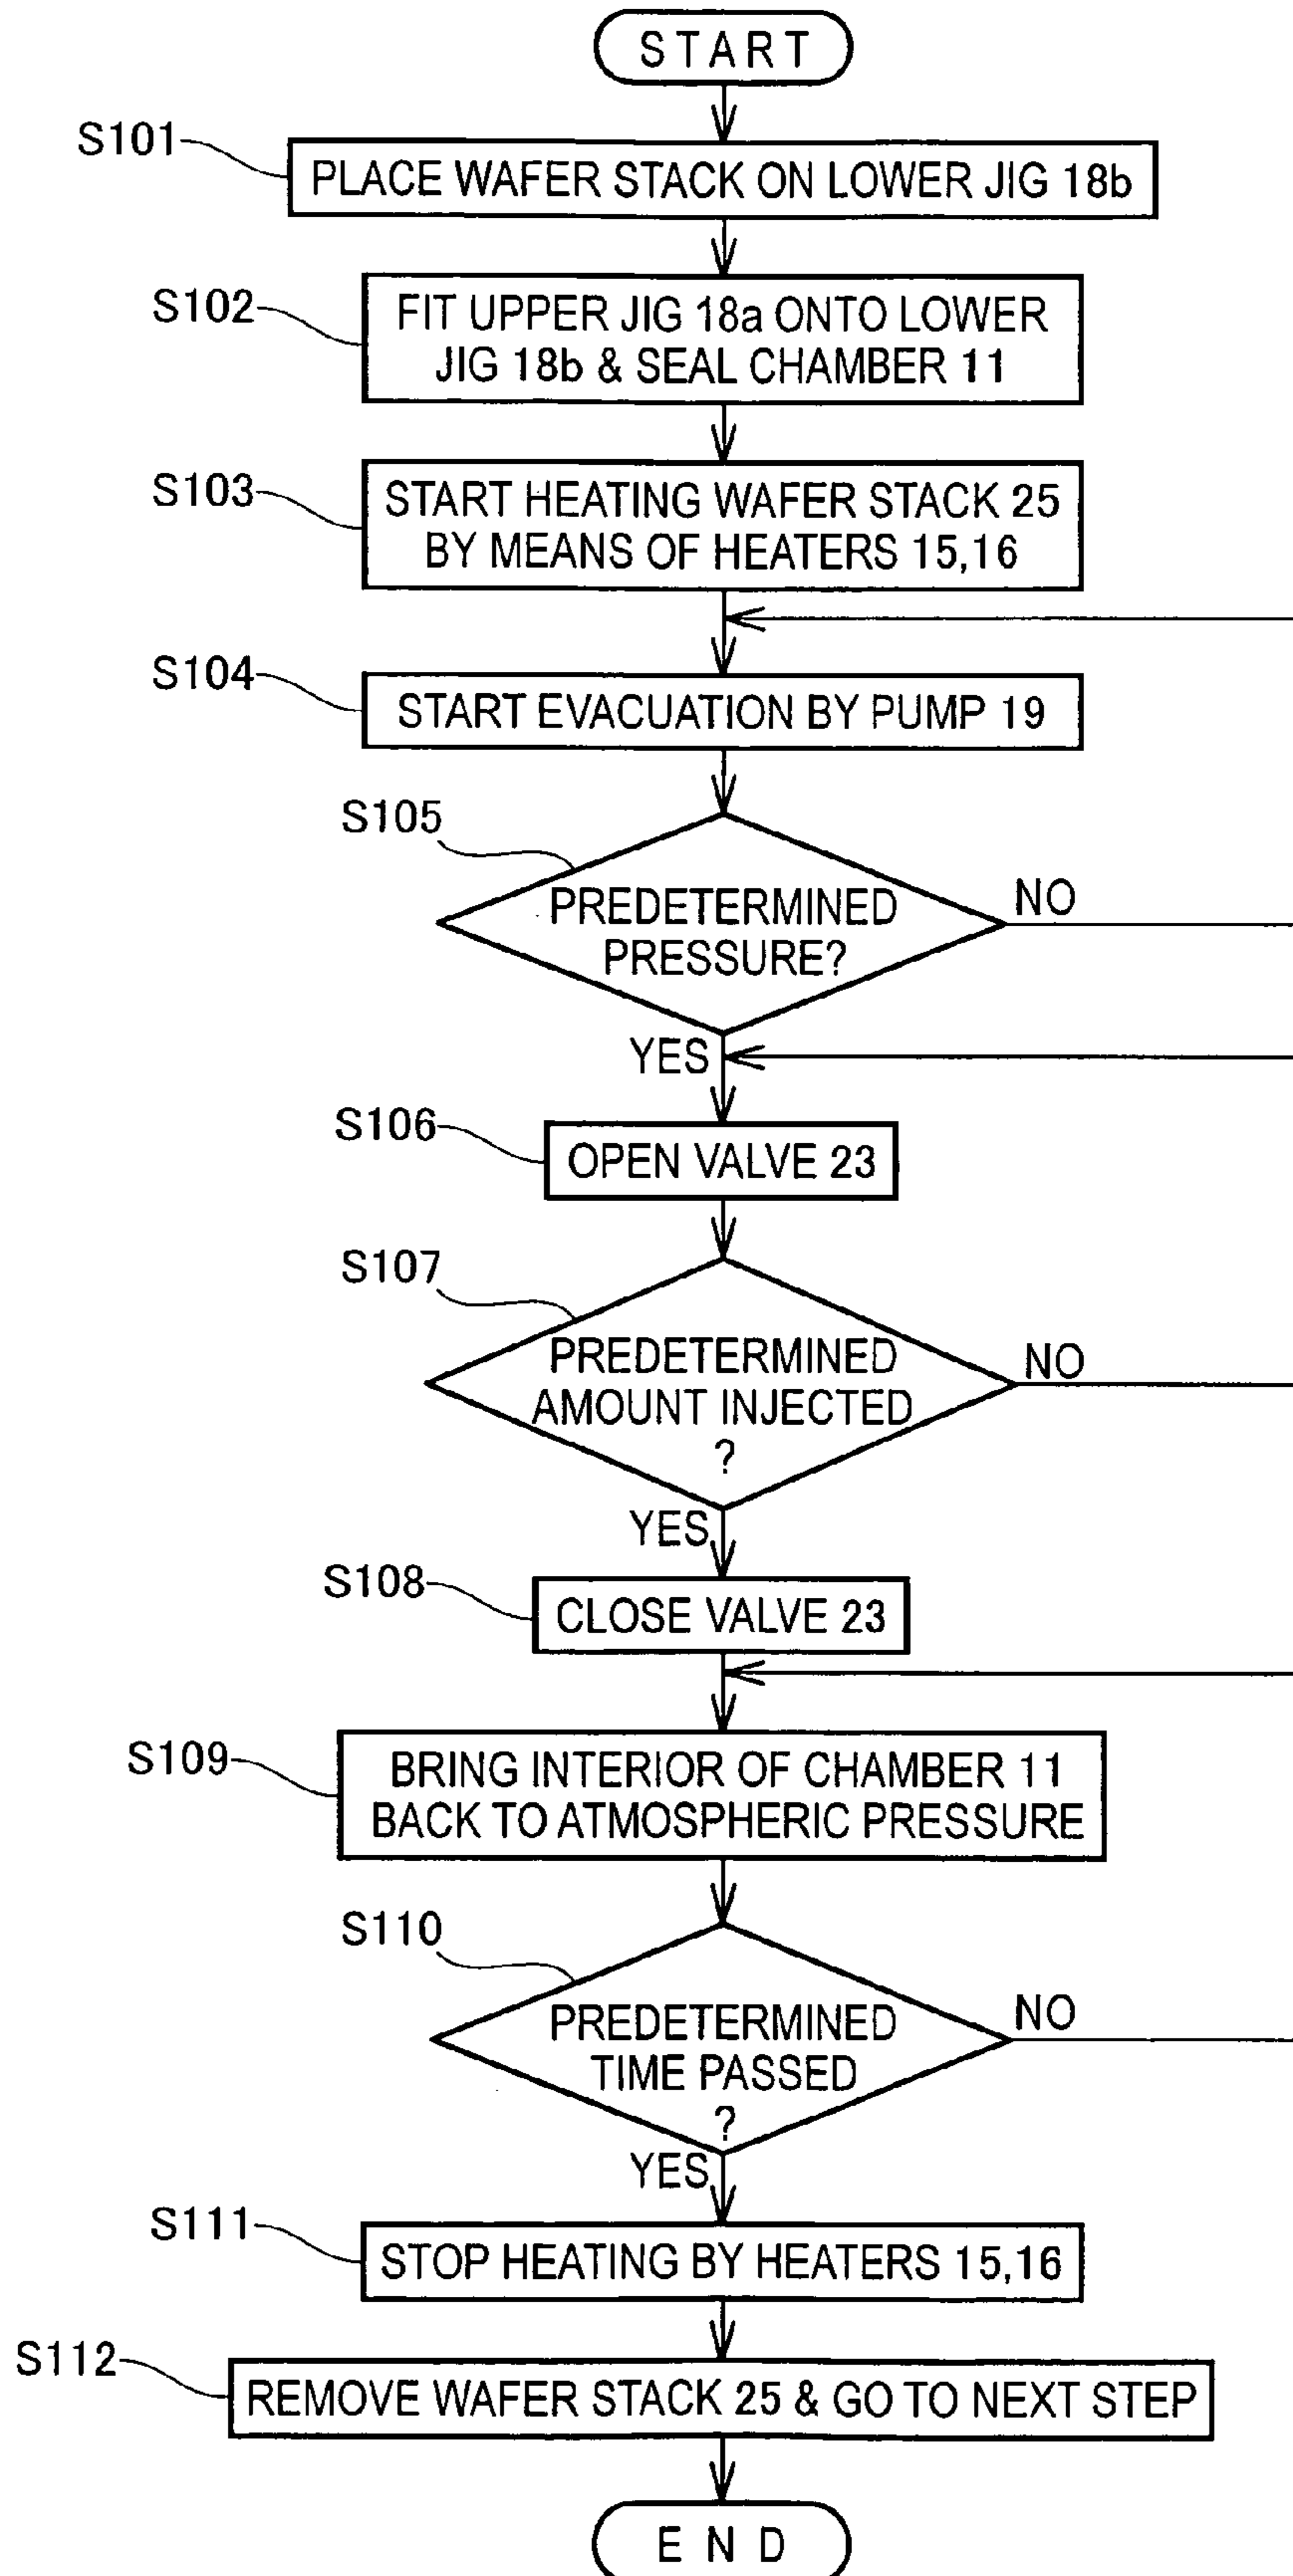 START
S101
PLACE WAFER STACK ON LOWER JIG 18b
S102
FIT UPPER JIG 18a ONTO LOWER
JIG 18b & SEAL CHAMBER 11
S103
START HEATING WAFER STACK 25
BY MEANS OF HEATERS 15,16
S104
START EVACUATION BY PUMP 19
S105
PREDETERMINED
PRESSURE?
NO
YES
S106
OPEN VALVE 23
S107
PREDETERMINED
AMOUNT INJECTED
?
NO
YES
S108
CLOSE VALVE 23
S109
BRING INTERIOR OF CHAMBER 11
BACK TO ATMOSPHERIC PRESSURE
S110
PREDETERMINED
TIME PASSED
?
NO
YES
S111
STOP HEATING BY HEATERS 15,16
S112
REMOVE WAFER STACK 25 & GO TO NEXT STEP
END